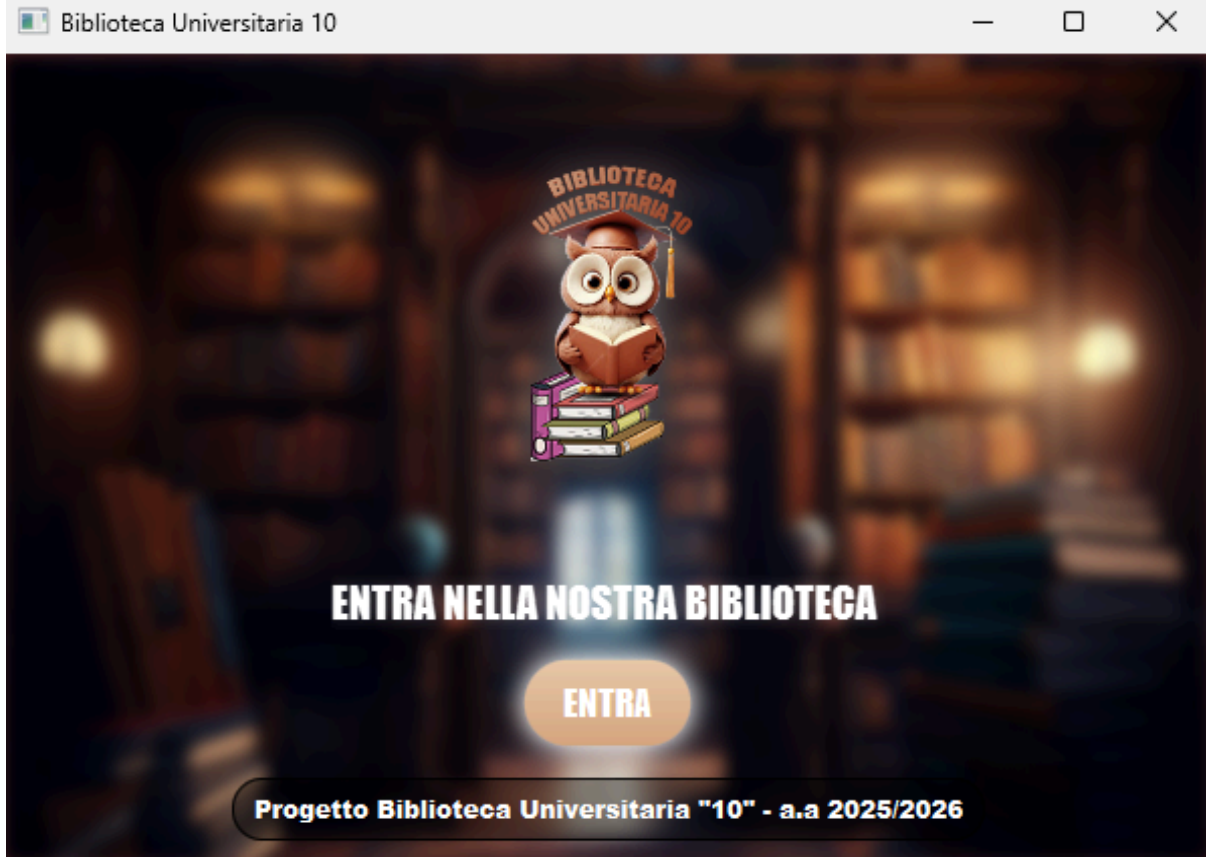 Biblioteca Universitaria 10
BIBLIOTECA
UNIVERSITARIA 10
ENTRA NELLA NOSTRA BIBLIOTECA
ENTRA
Progetto Biblioteca Universitaria "10" - a.a 2025/2026